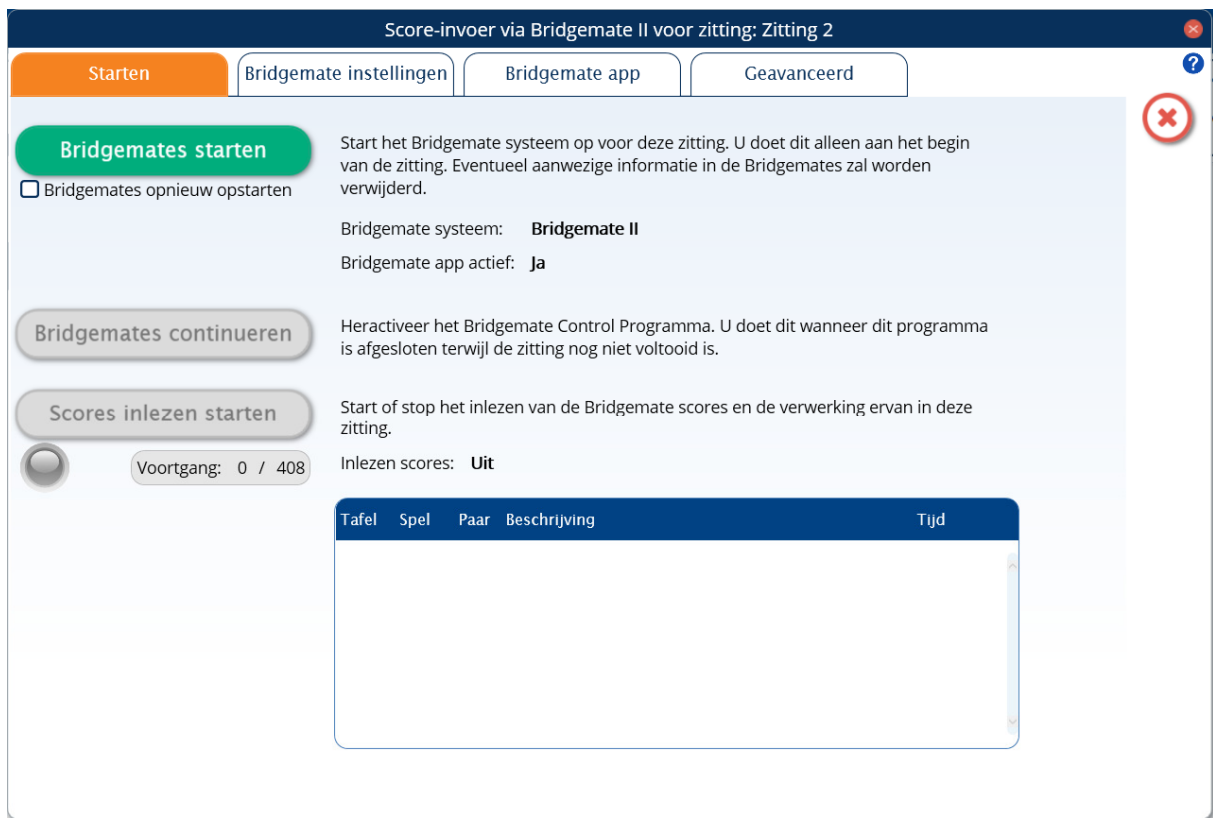 Score-invoer via Bridgemate II voor zitting: Zitting 2
Starten
Bridgemate instellingen
Bridgemate app
Geavanceerd
?
Bridgemates starten
Bridgemates opnieuw opstarten
Start het Bridgemate systeem op voor deze zitting. U doet dit alleen aan het begin
van de zitting. Eventueel aanwezige informatie in de Bridgemates zal worden
verwijderd.
Bridgemate systeem: Bridgemate II
Bridgemate app actief: Ja
Bridgemates continueren
Heractiveer het Bridgemate Control Programma. U doet dit wanneer dit programma
is afgesloten terwijl de zitting nog niet voltooid is.
Scores inlezen starten
Start of stop het inlezen van de Bridgemate scores en de verwerking ervan in deze
zitting.
Voortgang: 0 / 408
Inlezen scores: Uit
Tafel Spel Paar Beschrijving Tijd